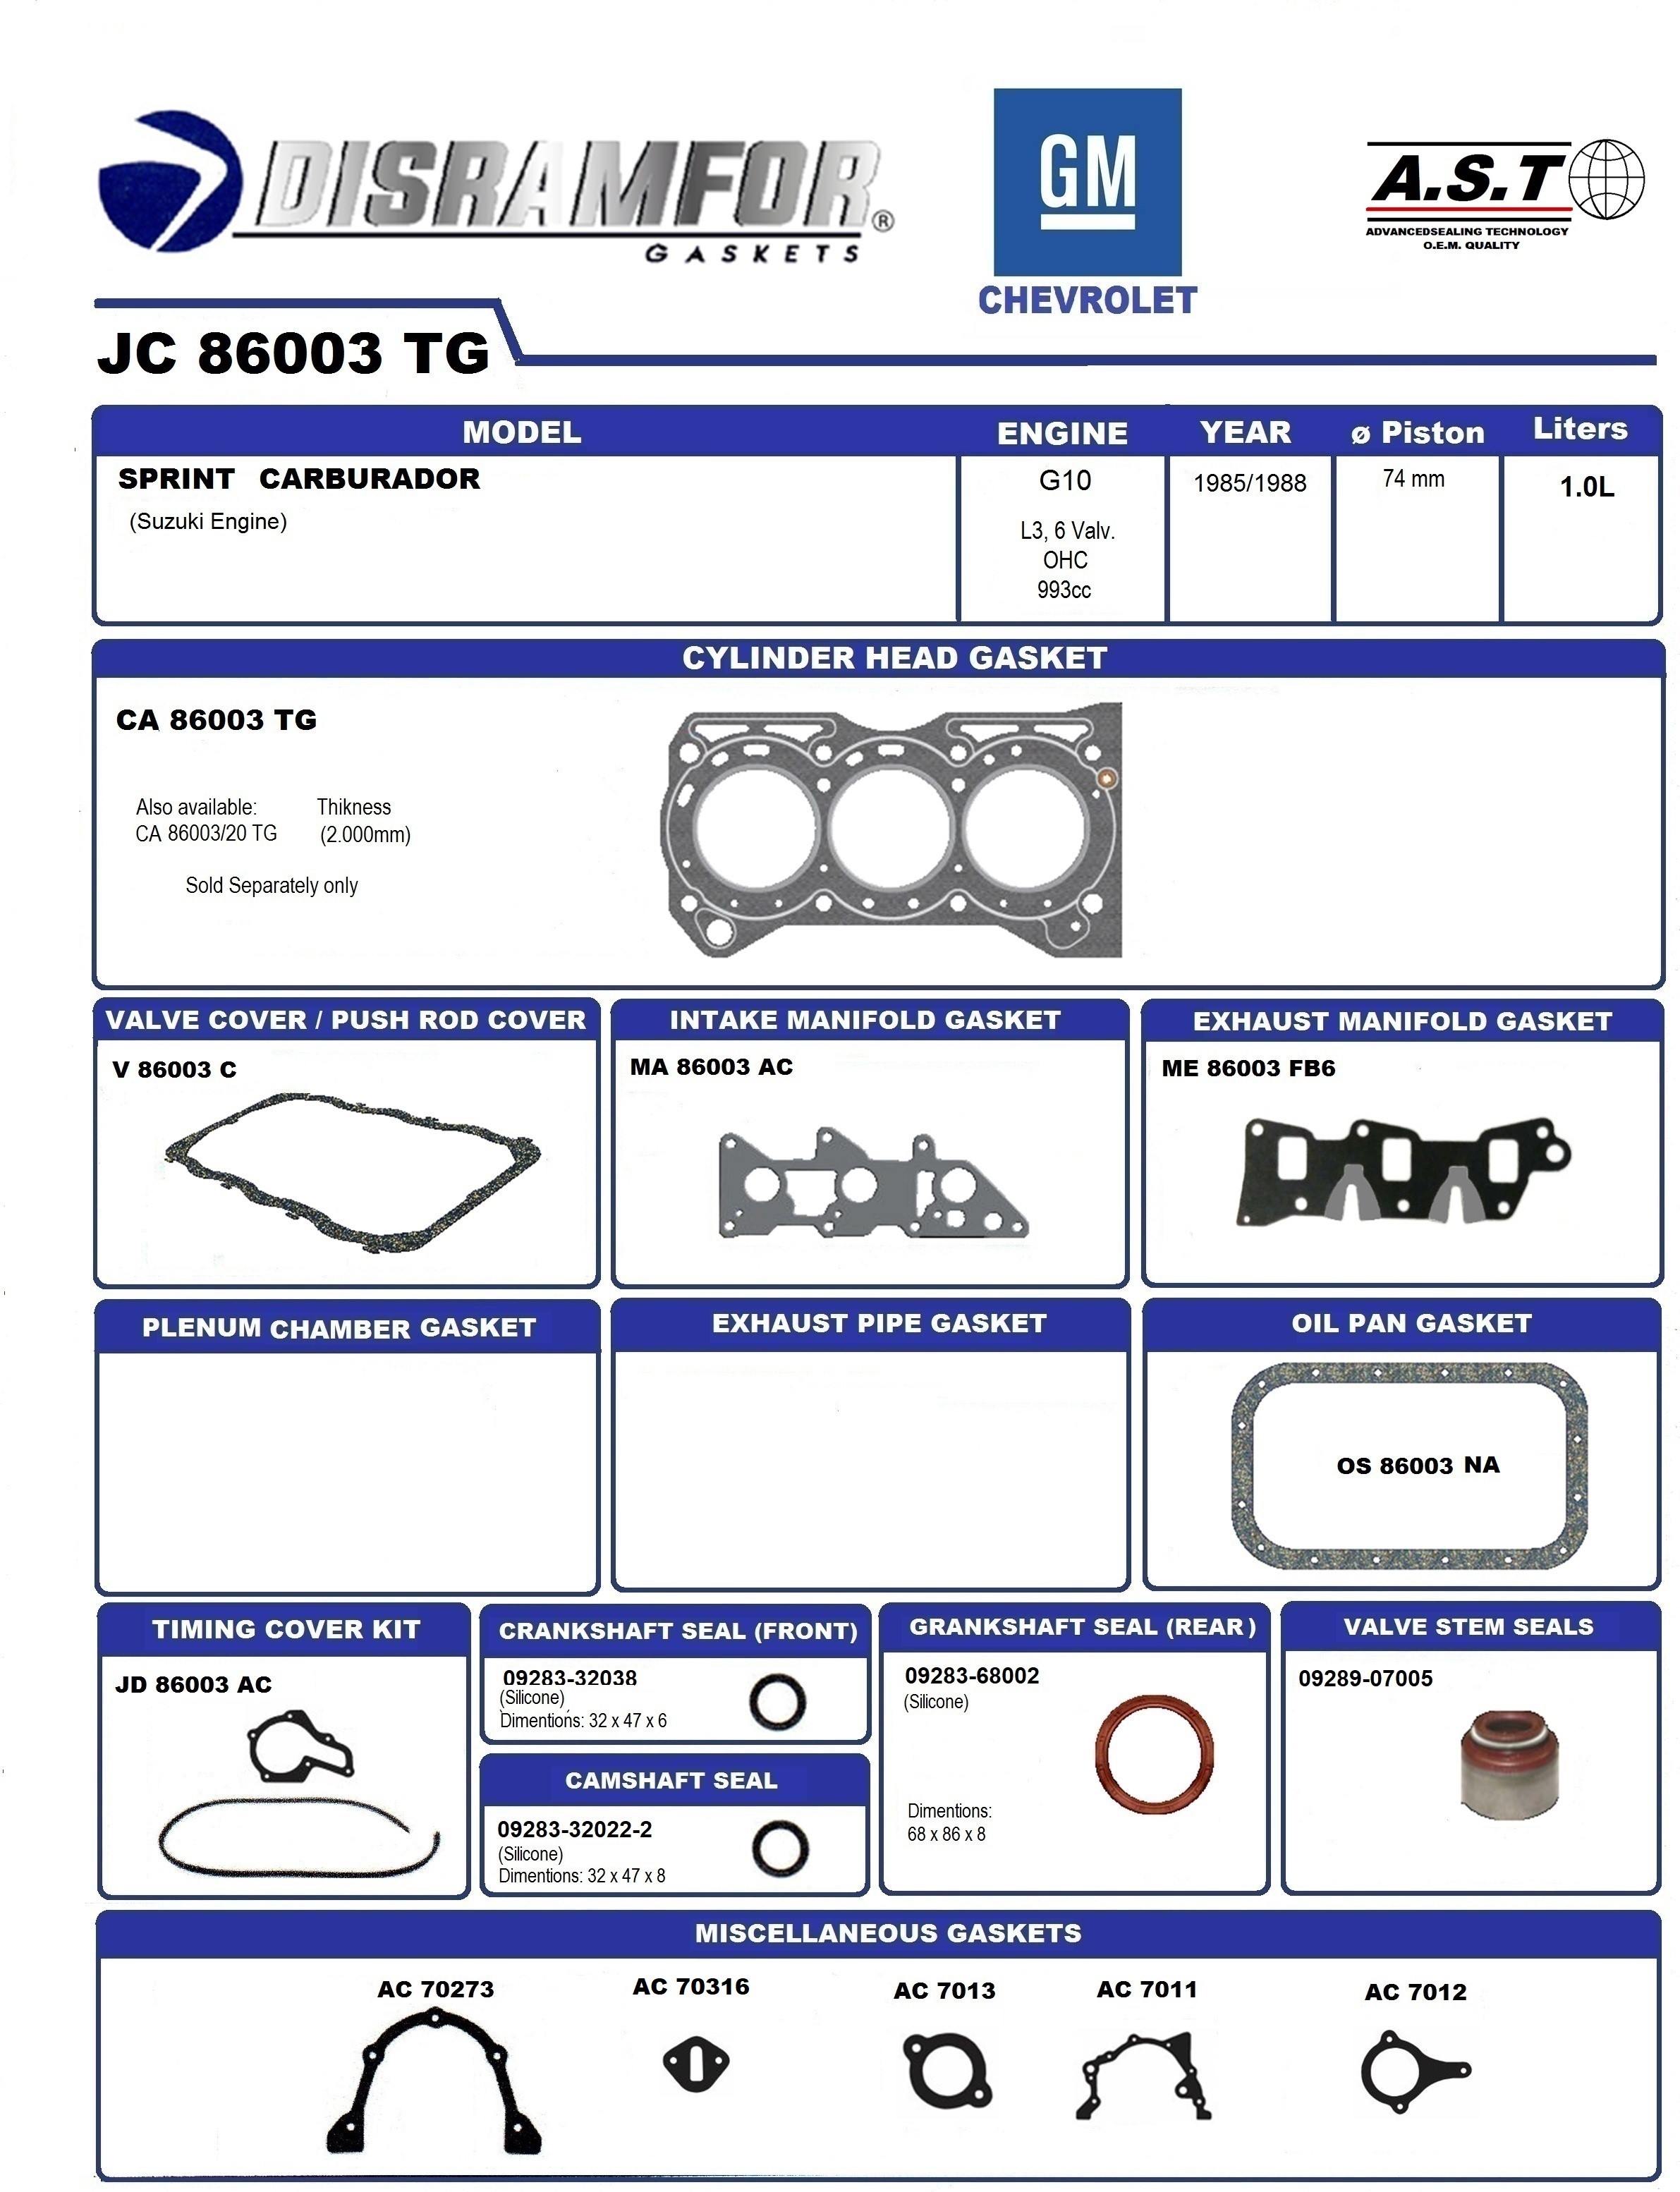 DISRAMFOR®
GASKETS
GM
CHEVROLET
A.S.T
ADVANCEDSEALING TECHNOLOGY
O.E.M. QUALITY
JC 86003 TG
MODEL ENGINE YEAR ø Piston Liters
SPRINT CARBURADOR G10 1985/1988 74 mm 1.0L
(Suzuki Engine)
L3, 6 Valv.
OHC
993cc
CYLINDER HEAD GASKET
CA 86003 TG
Also available: Thikness
CA 86003/20 TG (2.000mm)
Sold Separately only
VALVE COVER / PUSH ROD COVER
V 86003 C
INTAKE MANIFOLD GASKET
MA 86003 AC
EXHAUST MANIFOLD GASKET
ME 86003 FB6
PLENUM CHAMBER GASKET
EXHAUST PIPE GASKET
OIL PAN GASKET
OS 86003 NA
TIMING COVER KIT
JD 86003 AC
CRANKSHAFT SEAL (FRONT)
09283-32038
(Silicone)
Dimentions: 32 x 47 x 6
CAMSHAFT SEAL
09283-32022-2
(Silicone)
Dimentions: 32 x 47 x 8
GRANKSHAFT SEAL (REAR)
09283-68002
(Silicone)
Dimentions:
68 x 86 x 8
VALVE STEM SEALS
09289-07005
MISCELLANEOUS GASKETS
AC 70273 AC 70316 AC 7013 AC 7011 AC 7012